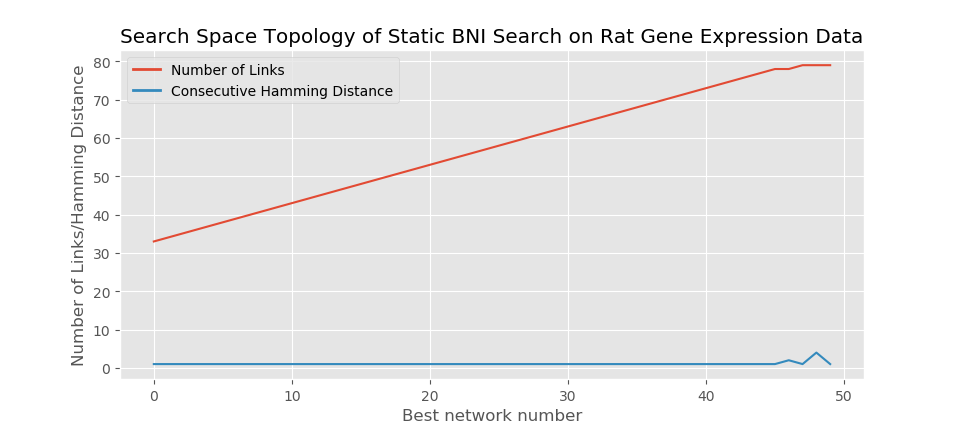 Search Space Topology of Static BNI Search on Rat Gene Expression Data
Number of Links
Consecutive Hamming Distance
Number of Links/Hamming Distance
80
70
60
50
40
30
20
10
0
0 10 20 30 40 50
Best network number